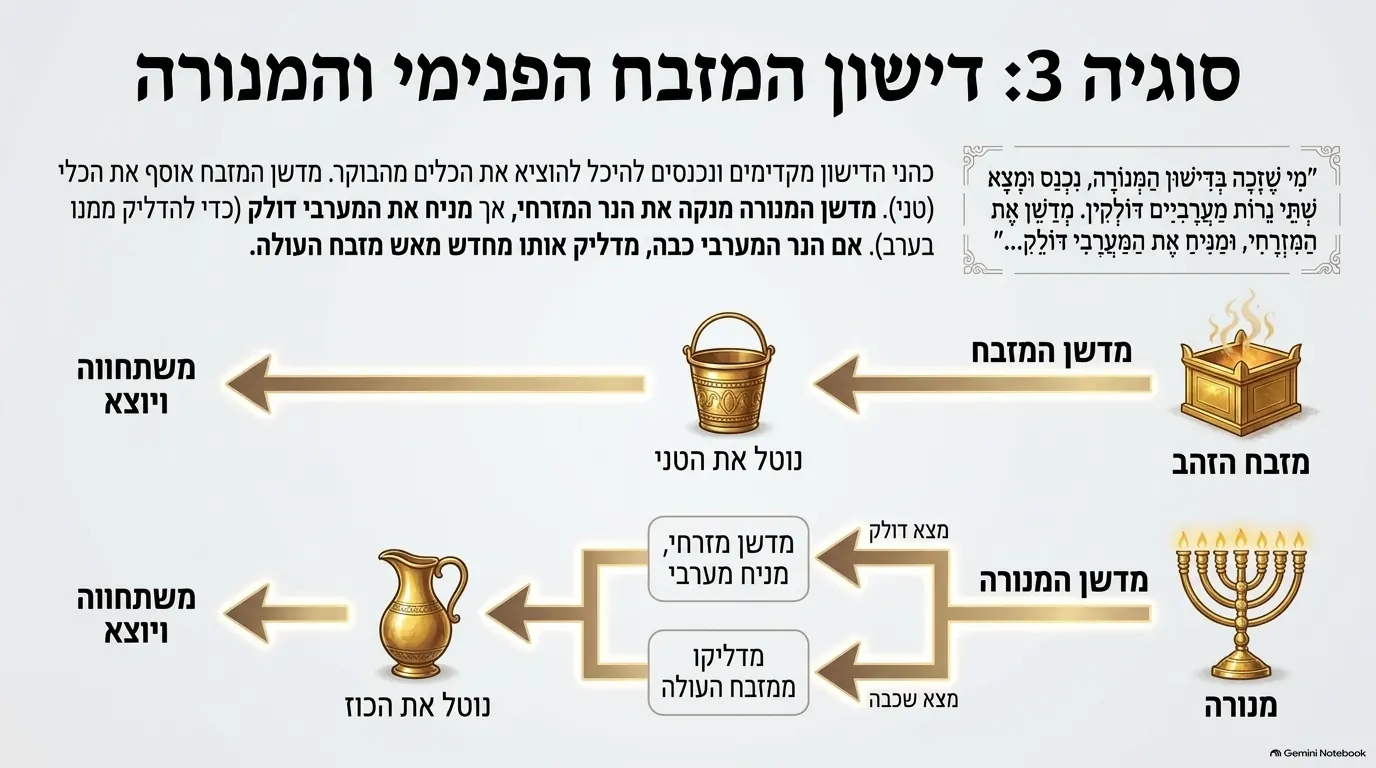 סוגיה 3: דישון המזבח הפנימי והמנורה
"מִי שֶׁזָּכָה בְּדִישּׁוּן הַמְּנוֹרָה, נִכְנַס וּמָצָא
שְׁתֵּי נֵרוֹת מַעֲרָבִיִּים דּוֹלְקִין. מְדַשֵּׁן אֶת
הַמִּזְרָחִי, וּמַנִּיחַ אֶת הַמַּעֲרָבִי דּוֹלֵק..."
כהני הדישון מקדימים ונכנסים להיכל להוציא את הכלים מהבוקר. מדשן המזבח אוסף את הכלי
(טני). מדשן המנורה מנקה את הנר המזרחי, אך מניח את המערבי דולק (כדי להדליק ממנו
בערב). אם הנר המערבי כבה, מדליק אותו מחדש מאש מזבח העולה.
מדשן המזבח
משתחווה
ויוצא
נוטל את הטני
מזבח הזהב
מצא דולק
מדשן מזרחי,
מניח מערבי
מדשן המנורה
משתחווה
ויוצא
מדליקו
ממזבח העולה
מצא שכבה
נוטל את הכוז
מנורה
Gemini Notebook